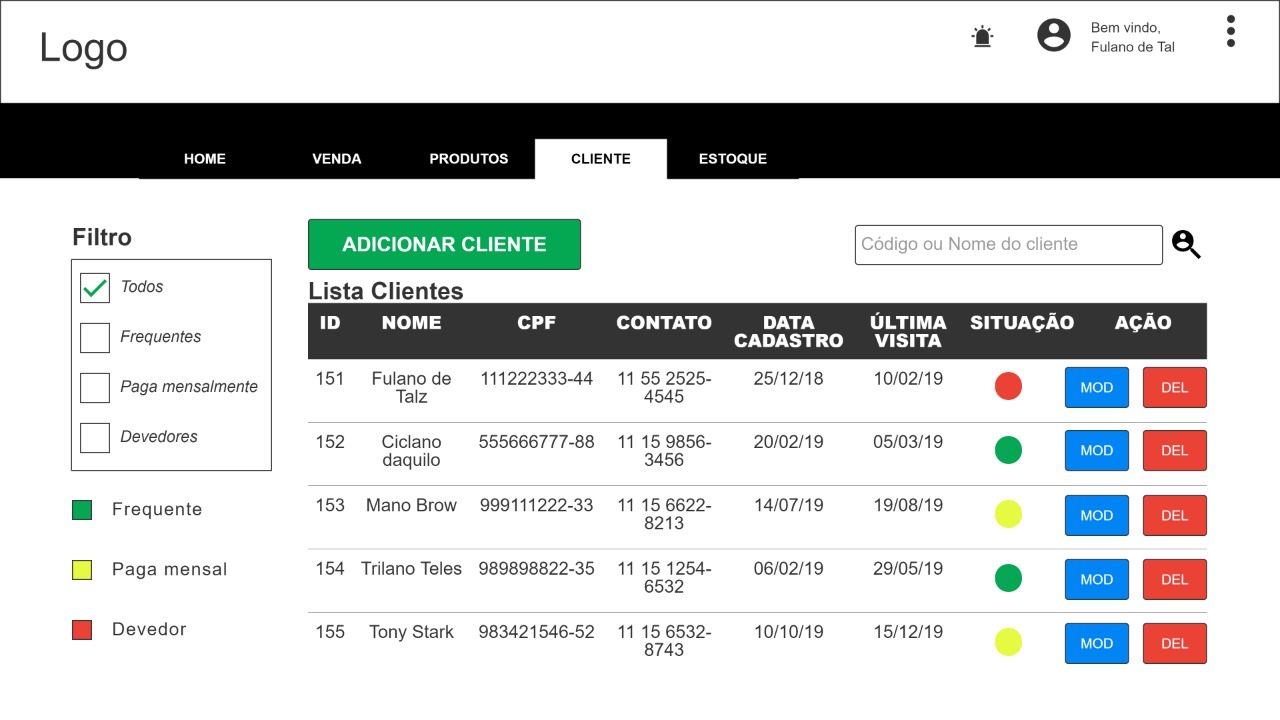 Logo
Bem vindo,
Fulano de Tal
HOME VENDA PRODUTOS CLIENTE ESTOQUE
Filtro
Todos
Frequentes
Paga mensalmente
Devedores
Frequente
Paga mensal
Devedor
ADICIONAR CLIENTE
Código ou Nome do cliente
Lista Clientes
ID NOME CPF CONTATO DATA CADASTRO ÚLTIMA VISITA SITUAÇÃO AÇÃO
151 Fulano de Talz 111222333-44 11 55 2525-4545 25/12/18 10/02/19 MOD DEL
152 Ciclano daquilo 555666777-88 11 15 9856-3456 20/02/19 05/03/19 MOD DEL
153 Mano Brow 999111222-33 11 15 6622-8213 14/07/19 19/08/19 MOD DEL
154 Trilano Teles 989898822-35 11 15 1254-6532 06/02/19 29/05/19 MOD DEL
155 Tony Stark 983421546-52 11 15 6532-8743 10/10/19 15/12/19 MOD DEL